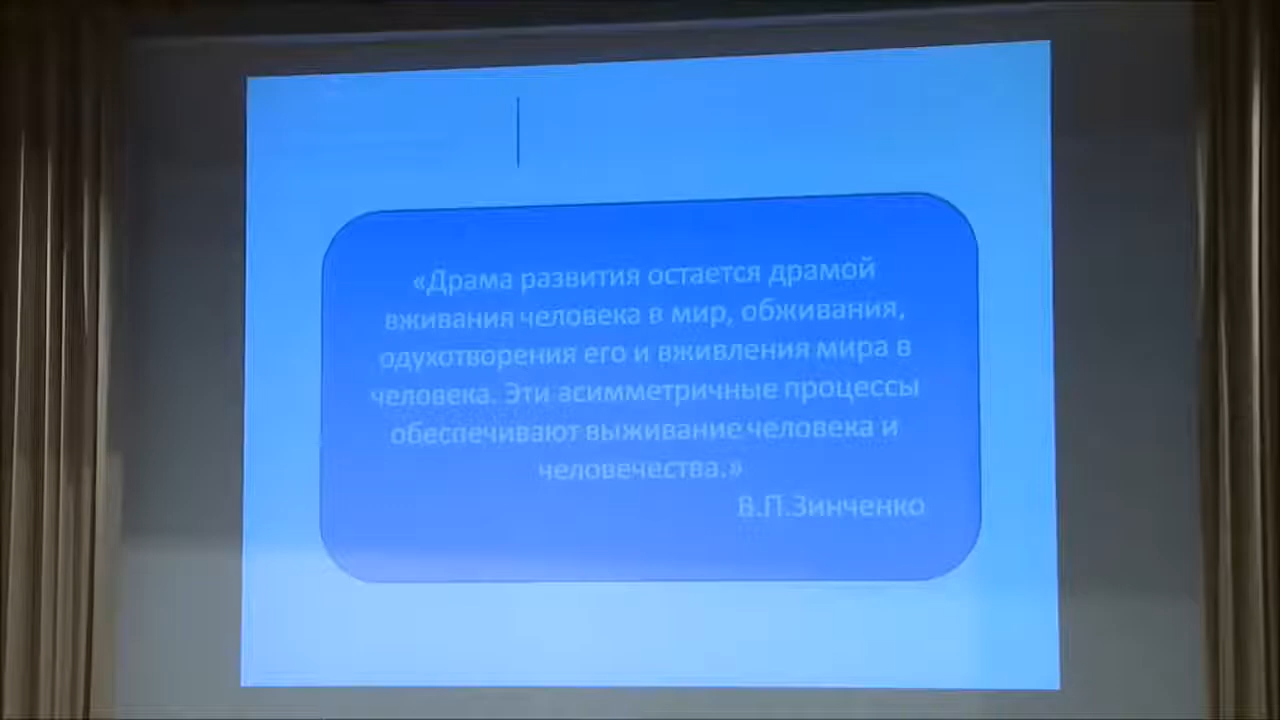 «Драма развития остается драмой
вживания человека в мир, обживания,
одухотворения его и вживления мира в
человека. Эти асимметричные процессы
обеспечивают выживание человека и
человечества.»
В.П.Зинченко